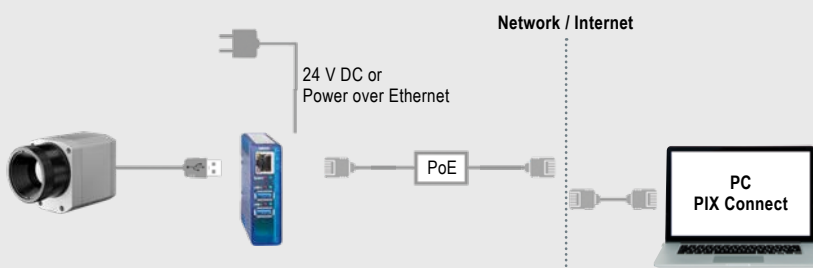 Network / Internet
24 V DC or
Power over Ethernet
PoE
PC
PIX Connect